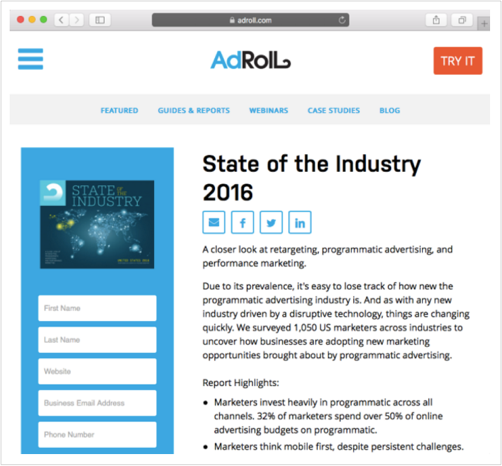 adroll.com
AdRoll
TRY IT
FEATURED GUIDES & REPORTS WEBINARS CASE STUDIES BLOG
STATE OF THE
INDUSTRY
First Name
Last Name
Website
Business Email Address
Phone Number
State of the Industry
2016
A closer look at retargeting, programmatic advertising, and
performance marketing.
Due to its prevalence, it's easy to lose track of how new the
programmatic advertising industry is. And as with any new
industry driven by a disruptive technology, things are changing
quickly. We surveyed 1,050 US marketers across industries to
uncover how businesses are adopting new marketing
opportunities brought about by programmatic advertising.
Report Highlights:
Marketers invest heavily in programmatic across all
channels. 32% of marketers spend over 50% of online
advertising budgets on programmatic.
Marketers think mobile first, despite persistent challenges.